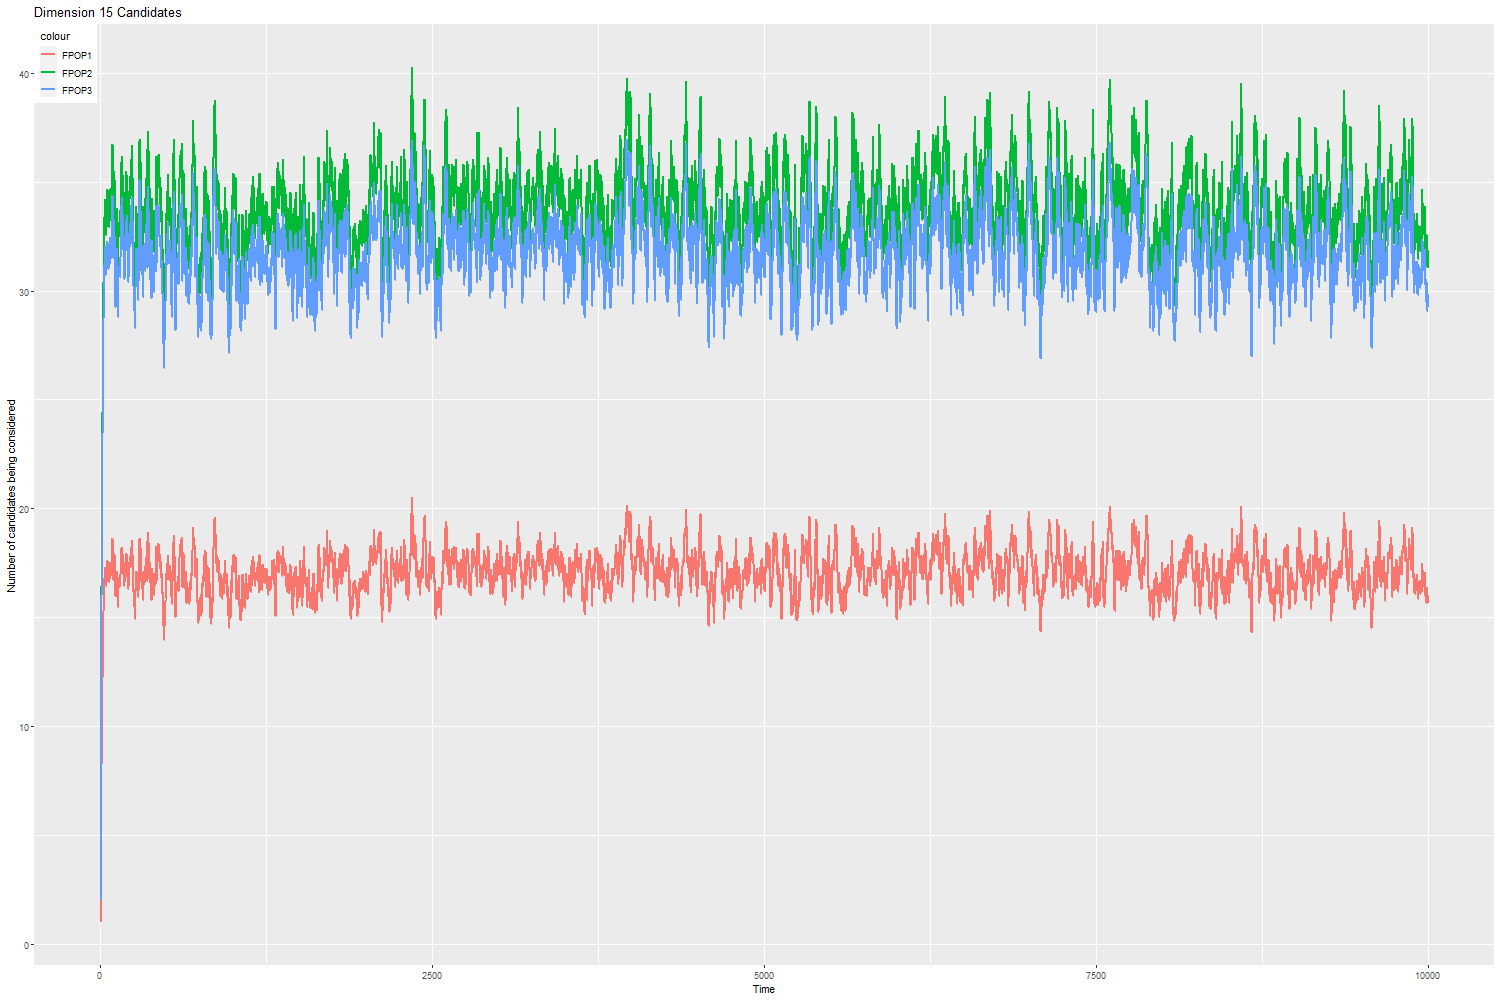 Dimension 15 Candidates
colour
FPOP1
FPOP2
FPOP3
40
30
20
10
0
Number of candidates being considered
0 2500 5000 7500 10000
Time